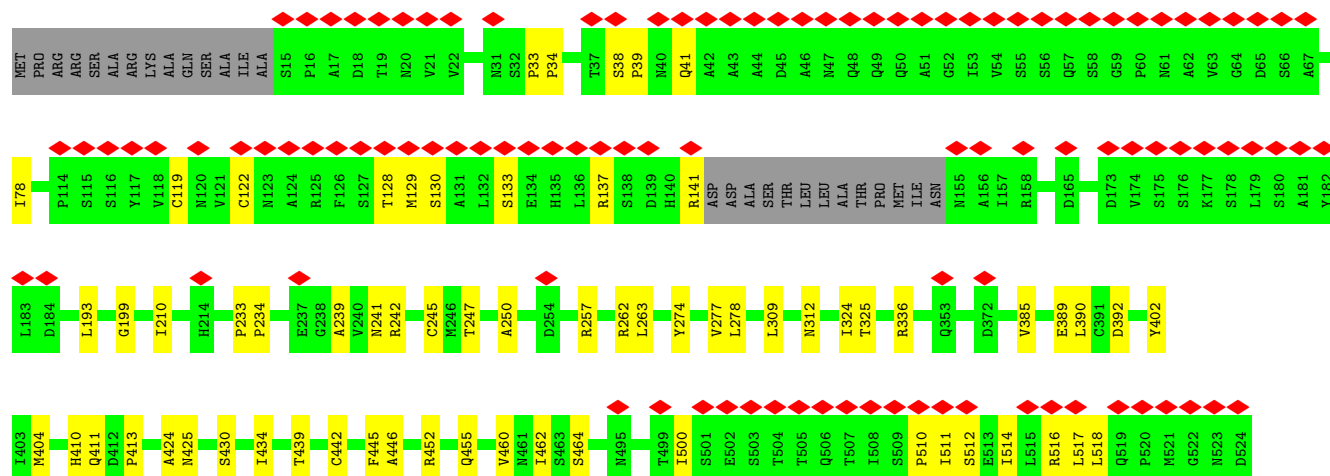 MET PRO ARG ARG SER ALA ARG LYS ALA GLN SER ALA ILE ALA S15 P16 A17 D18 T19 N20 V21 V22 N31 S32 P33 P34 T37 S38 P39 N40 Q41 A42 A43 A44 D45 A46 N47 Q48 Q49 Q50 A51 G52 I53 V54 S55 S56 Q57 S58 G59 P60 N61 A62 V63 G64 D65 S66 A67
I78 P114 S115 S116 Y117 V118 C119 N120 V121 C122 N123 A124 R125 F126 S127 T128 M129 S130 A131 L132 S133 E134 H135 L136 R137 S138 D139 H140 R141 ASP ASP ALA SER THR LEU LEU ALA THR PRO MET ILE ASN N155 A156 I157 R158 D165 D173 V174 S175 S176 K177 S178 L179 S180 A181 Y182
L183 D184 L193 G199 I210 H214 P233 P234 E237 G238 A239 V240 N241 R242 C245 M246 T247 A250 D254 R257 R262 L263 Y274 V277 L278 L309 N312 I324 T325 R336 Q353 D372 V385 E389 L390 C391 D392 Y402
I403 M404 H410 Q411 D412 P413 A424 N425 S430 I434 T439 C442 F445 A446 R452 Q455 V460 N461 I462 S463 S464 N495 T499 I500 S501 E502 S503 T504 T505 Q506 T507 I508 S509 P510 I511 S512 E513 I514 L515 R516 L517 L518 Q519 P520 M521 G522 N523 D524